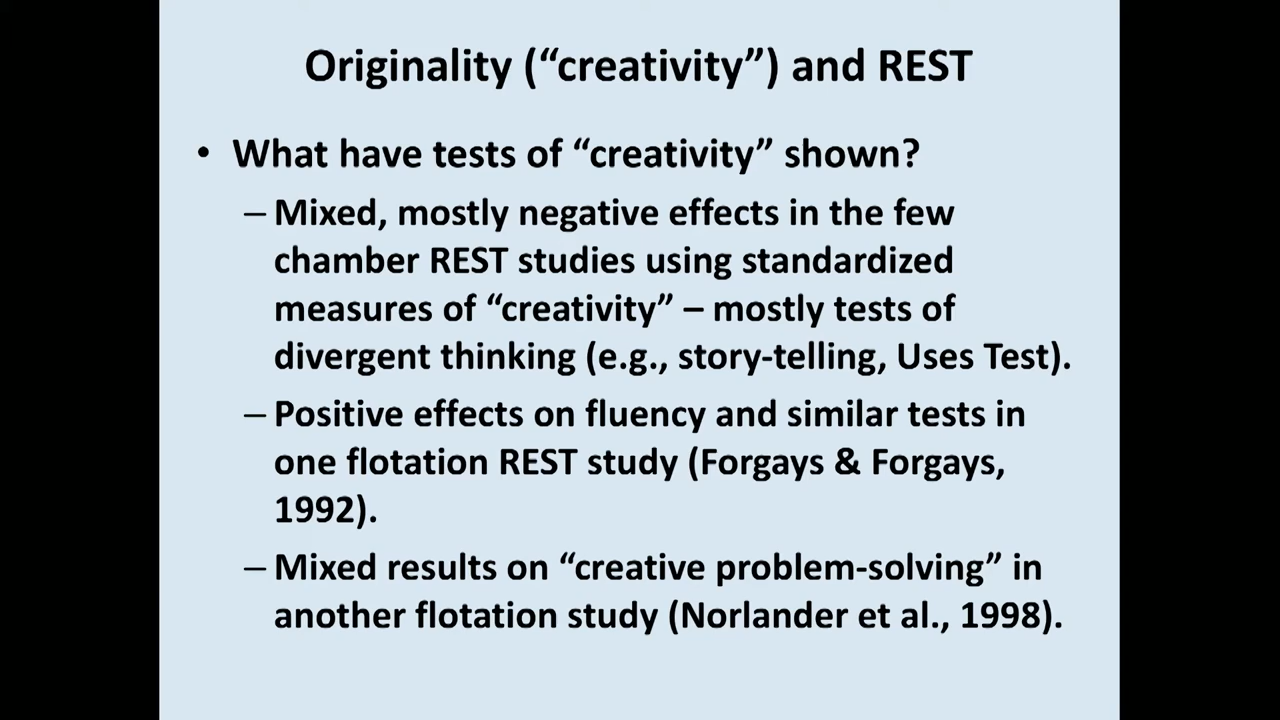 Originality (“creativity”) and REST
• What have tests of “creativity” shown?
– Mixed, mostly negative effects in the few
chamber REST studies using standardized
measures of “creativity” – mostly tests of
divergent thinking (e.g., story-telling, Uses Test).
– Positive effects on fluency and similar tests in
one flotation REST study (Forgays & Forgays,
1992).
– Mixed results on “creative problem-solving” in
another flotation study (Norlander et al., 1998).